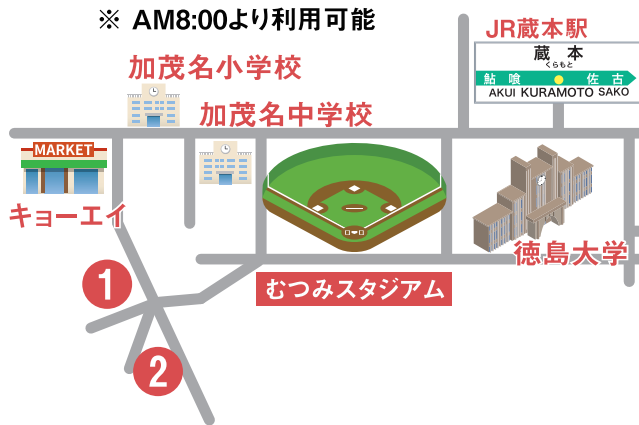 ※ AM8:00より利用可能
JR蔵本駅
蔵本
くらもと
鮎喰 佐古
AKUI KURAMOTO SAKO
加茂名小学校
加茂名中学校
MARKET
キョーエイ
徳島大学
むつみスタジアム
1
2